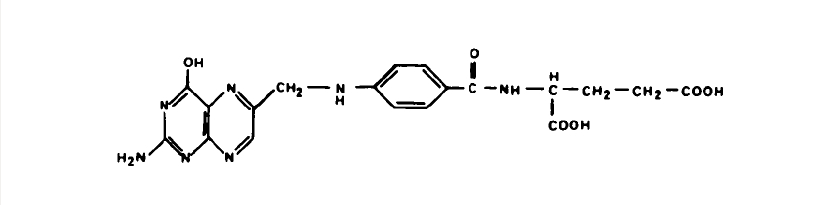 O
OH
H
N N CH₂ N H C NH C CH₂ CH₂ COOH
COOH
H₂N N N